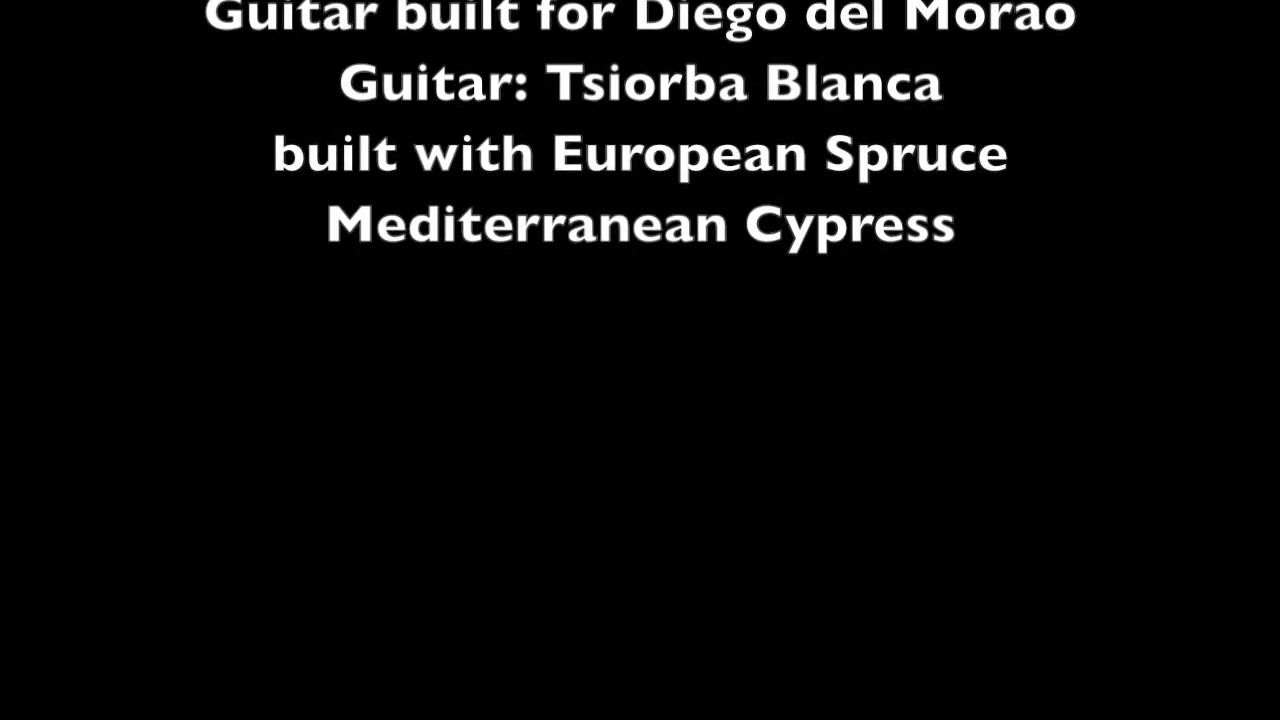 Guitar built for Diego del Morao
Guitar: Tsiorba Blanca
built with European Spruce
Mediterranean Cypress